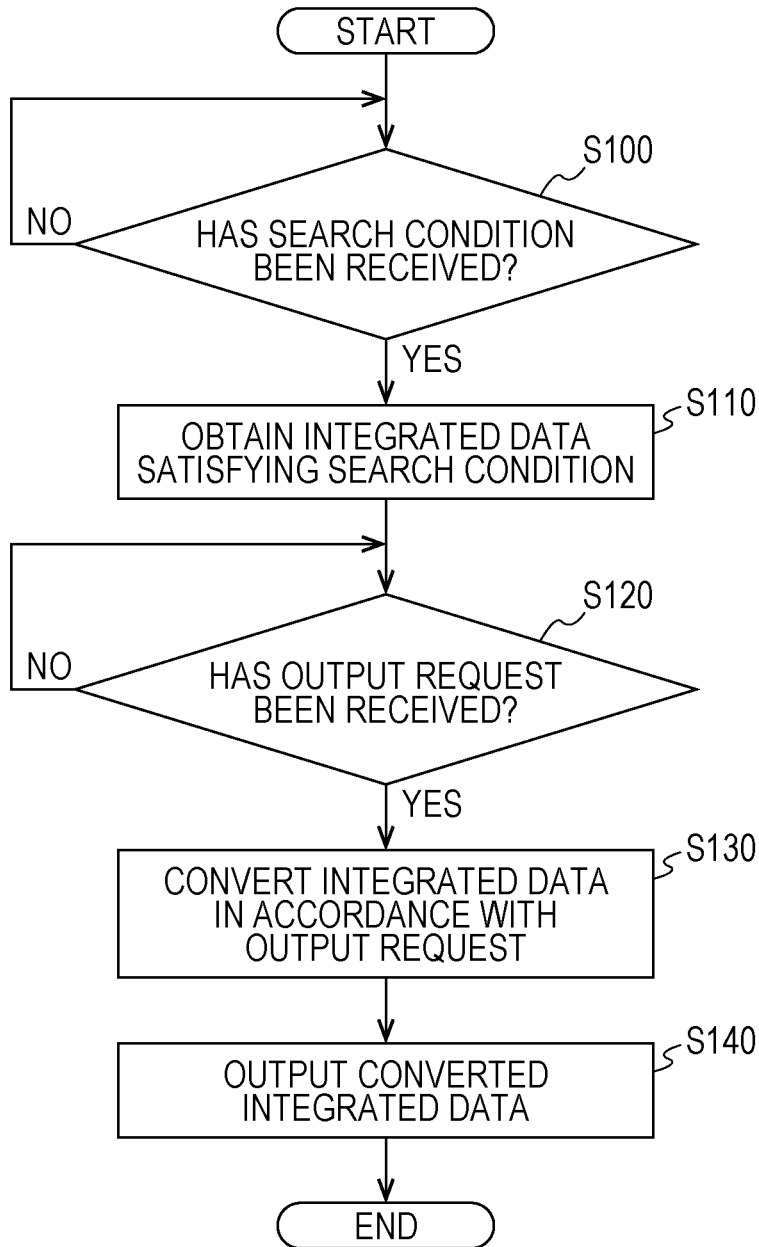 START
S100
NO
HAS SEARCH CONDITION
BEEN RECEIVED?
YES
S110
OBTAIN INTEGRATED DATA
SATISFYING SEARCH CONDITION
S120
NO
HAS OUTPUT REQUEST
BEEN RECEIVED?
YES
S130
CONVERT INTEGRATED DATA
IN ACCORDANCE WITH
OUTPUT REQUEST
S140
OUTPUT CONVERTED
INTEGRATED DATA
END